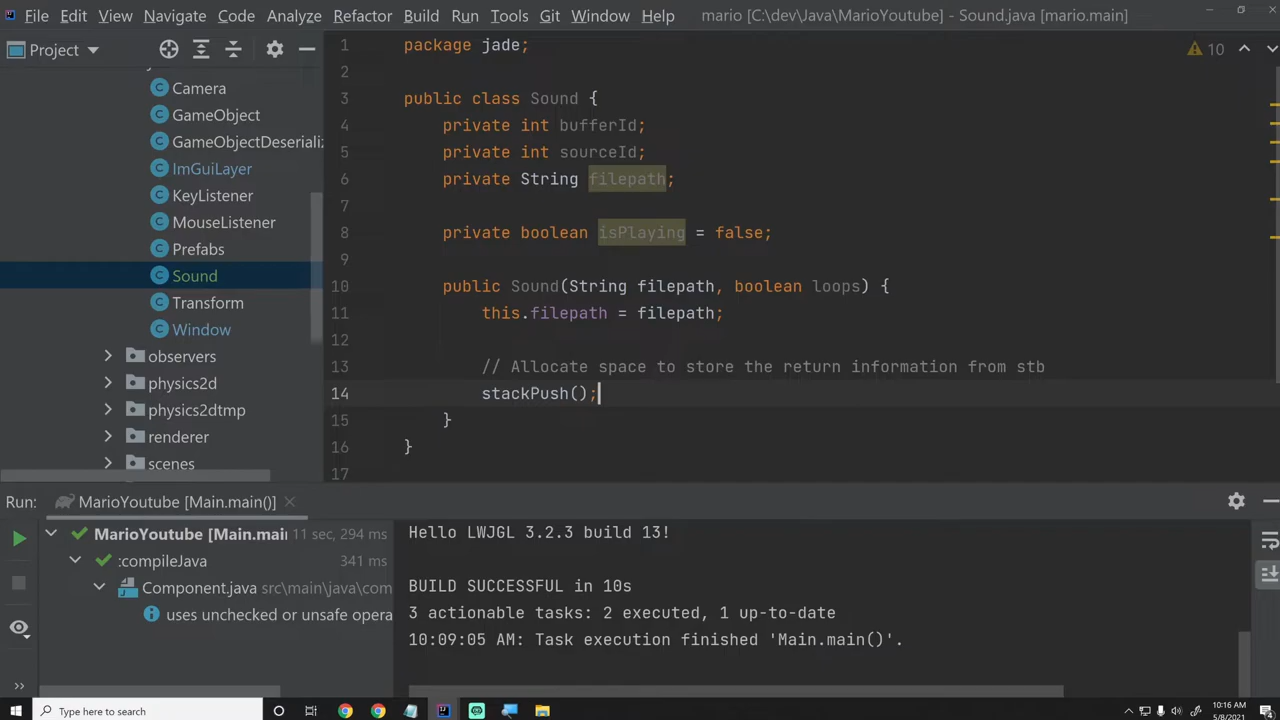 File Edit View Navigate Code Analyze Refactor Build Run Tools Git Window Help mario [C:\dev\Java\MarioYoutube] - Sound.java [mario.main]
Project
Camera
GameObject
GameObjectDeseriali
ImGuiLayer
KeyListener
MouseListener
Prefabs
Sound
Transform
Window
observers
physics2d
physics2dtmp
renderer
scenes
10
1 package jade;
2
3 public class Sound {
4 private int bufferId;
5 private int sourceId;
6 private String filepath;
7
8 private boolean isPlaying = false;
9
10 public Sound(String filepath, boolean loops) {
11 this.filepath = filepath;
12
13 // Allocate space to store the return information from stb
14 stackPush();
15 }
16 }
17
Run: MarioYoutube [Main.main()]
MarioYoutube [Main.mai 11 sec, 294 ms
:compileJava 341 ms
Component.java src\main\java\com
uses unchecked or unsafe opera
Hello LWJGL 3.2.3 build 13!
BUILD SUCCESSFUL in 10s
3 actionable tasks: 2 executed, 1 up-to-date
10:09:05 AM: Task execution finished 'Main.main()'.
Type here to search
10:16 AM
5/8/2021